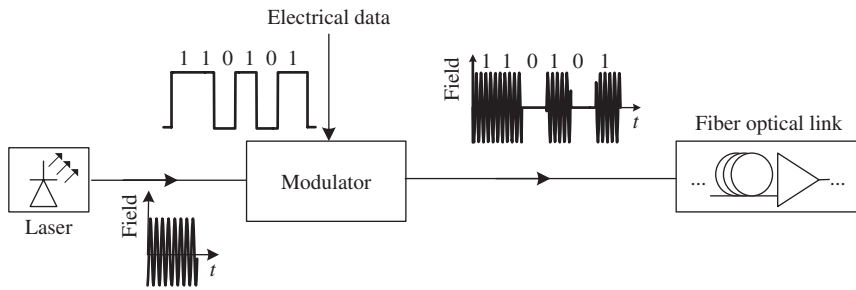 Electrical data
1 1 0 1 0 1
1 1 0 1 0 1
Field
t
Fiber optical link
Modulator
... ...
Laser
Field
t